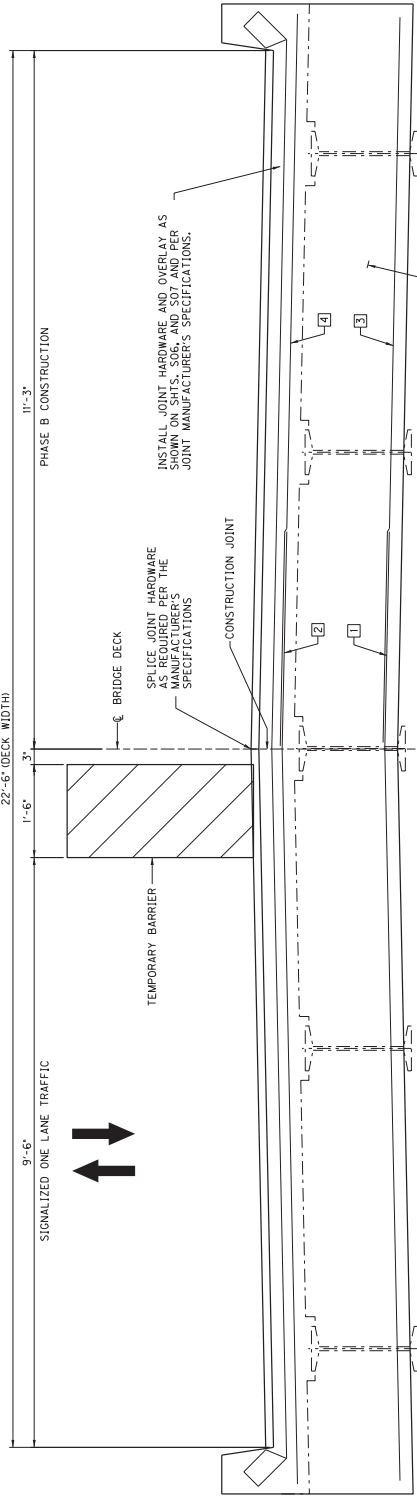 22'-6" (DECK WIDTH)
9'-6"
1'-6"
3"
11'-3"
SIGNALIZED ONE LANE TRAFFIC
PHASE B CONSTRUCTION
℄ BRIDGE DECK
TEMPORARY BARRIER
SPLICE JOINT HARDWARE
AS REQUIRED PER THE
MANUFACTURER'S
SPECIFICATIONS
CONSTRUCTION JOINT
INSTALL JOINT HARDWARE AND OVERLAY AS
SHOWN ON SHTS. S06, AND S07 AND PER
JOINT MANUFACTURER'S SPECIFICATIONS.
2
4
1
3